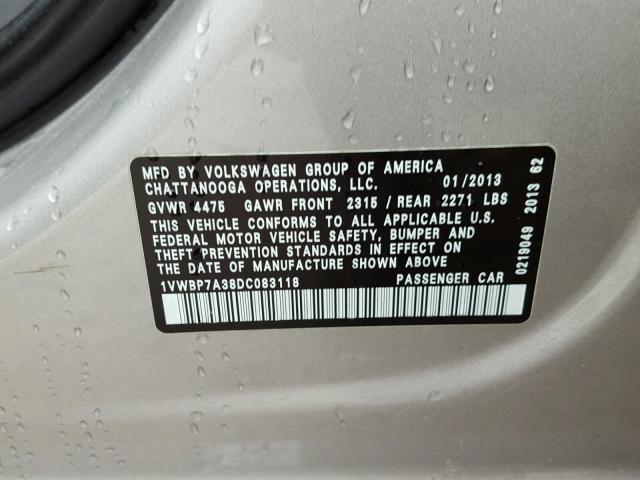 MFD BY VOLKSWAGEN GROUP OF AMERICA
CHATTANOOGA OPERATIONS, LLC. 01/2013
GVWR 4475 GAWR FRONT 2315 / REAR 2271 LBS
THIS VEHICLE CONFORMS TO ALL APPLICABLE U.S.
FEDERAL MOTOR VEHICLE SAFETY, BUMPER AND
THEFT PREVENTION STANDARDS IN EFFECT ON
THE DATE OF MANUFACTURE SHOWN ABOVE
1VWBP7A38DC083118 PASSENGER CAR
0219049 2013 62